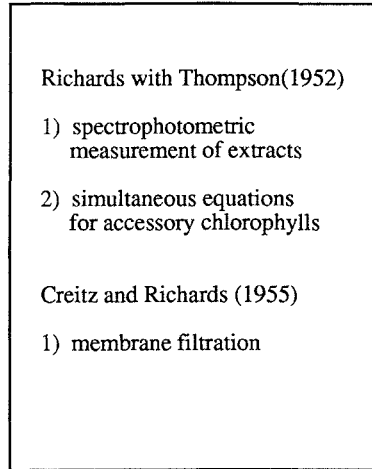 Richards with Thompson(1952)
1) spectrophotometric
measurement of extracts
2) simultaneous equations
for accessory chlorophylls
Creitz and Richards (1955)
1) membrane filtration